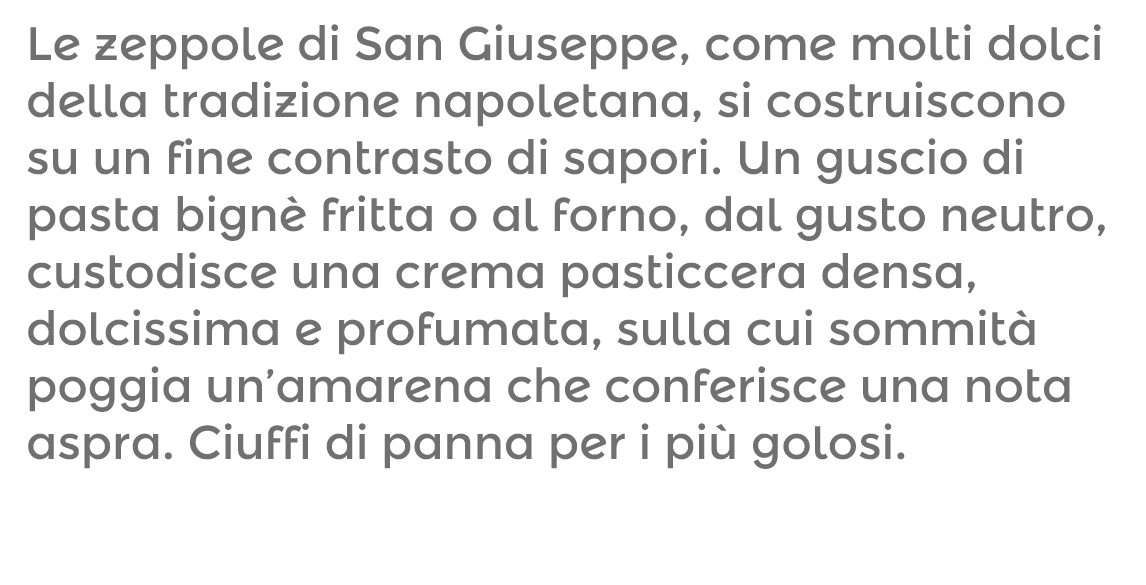 Le zeppole di San Giuseppe, come molti dolci
della tradizione napoletana, si costruiscono
su un fine contrasto di sapori. Un guscio di
pasta bignè fritta o al forno, dal gusto neutro,
custodisce una crema pasticcera densa,
dolcissima e profumata, sulla cui sommità
poggia un’amarena che conferisce una nota
aspra. Ciuffi di panna per i più golosi.